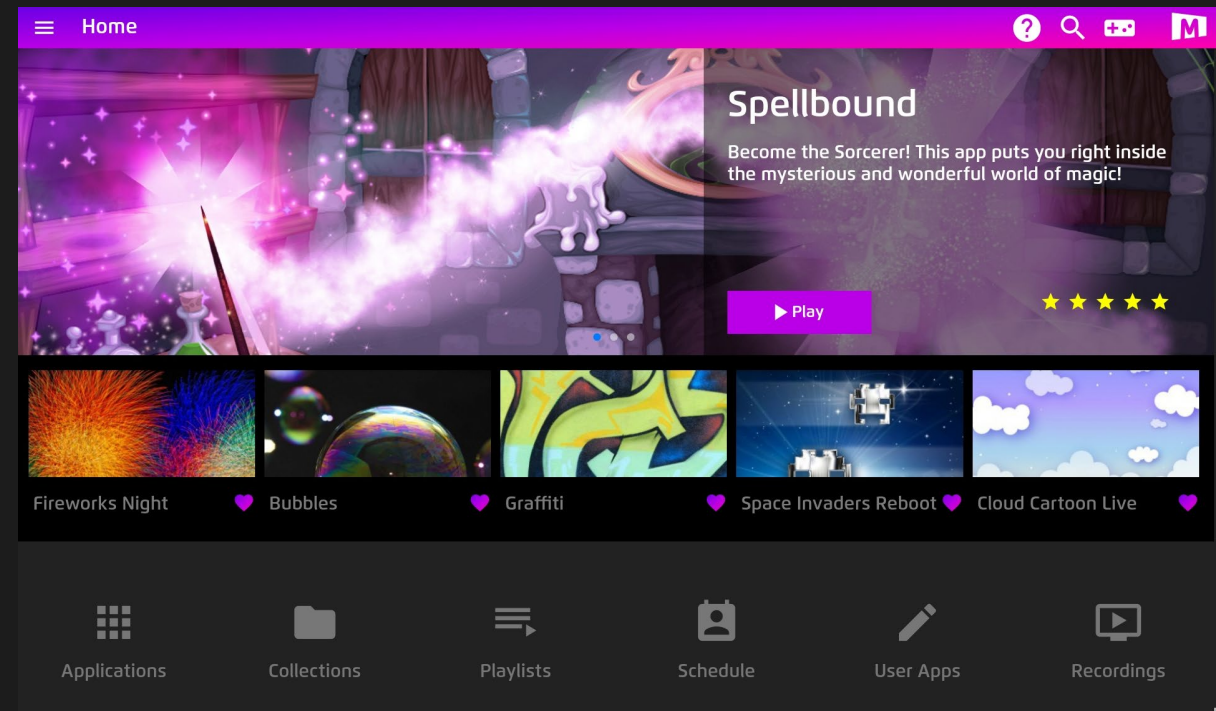 Home
M
Spellbound
Become the Sorcerer! This app puts you right inside
the mysterious and wonderful world of magic!
Play
Fireworks Night
Bubbles
Graffiti
Space Invaders Reboot
Cloud Cartoon Live
Applications
Collections
Playlists
Schedule
User Apps
Recordings